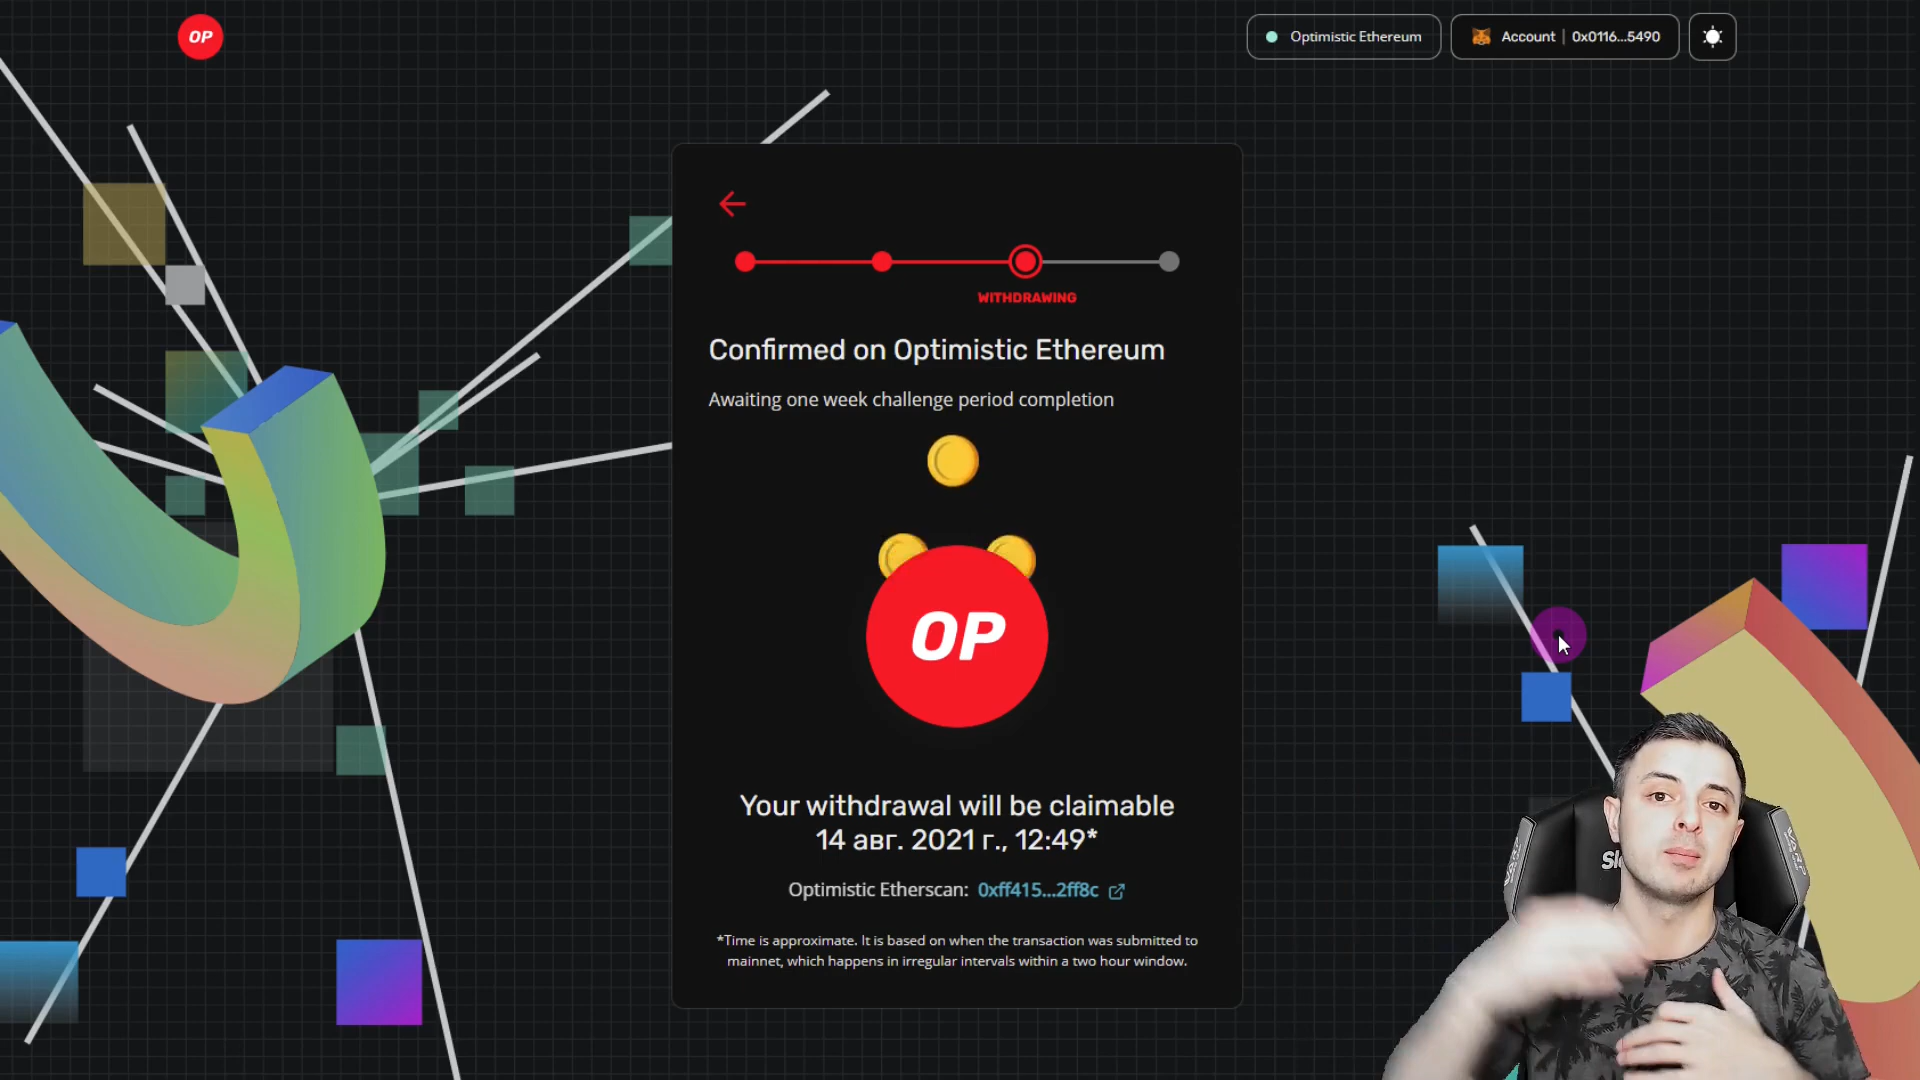 OP
Optimistic Ethereum
Account | 0x0116...5490
WITHDRAWING
Confirmed on Optimistic Ethereum
Awaiting one week challenge period completion
OP
Your withdrawal will be claimable
14 авг. 2021 г., 12:49*
Optimistic Etherscan: 0xff415...2ff8c
*Time is approximate. It is based on when the transaction was submitted to
mainnet, which happens in irregular intervals within a two hour window.